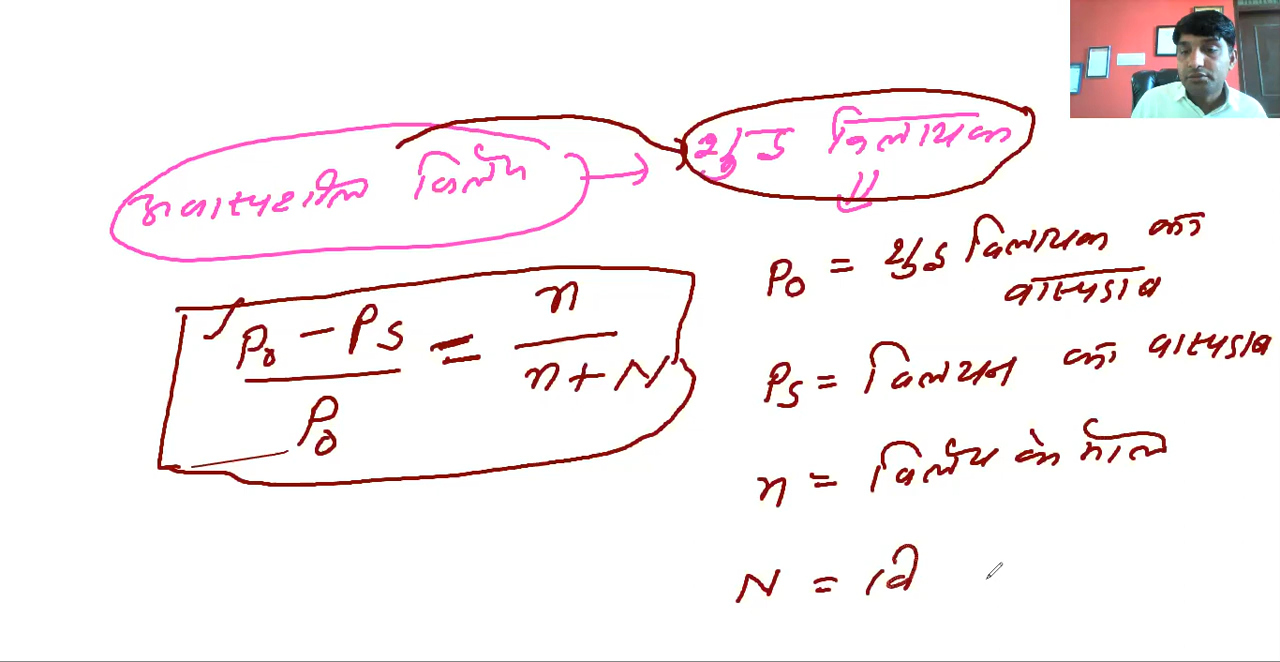 अवाष्पशील विलेय → शुद्ध विलायक
⇓
P₀ = शुद्ध विलायक का
वाष्पदाब
P₀ - Ps = n
P₀ n + N
Ps = विलयन का वाष्पदाब
n = विलेय के मोल
N = वि